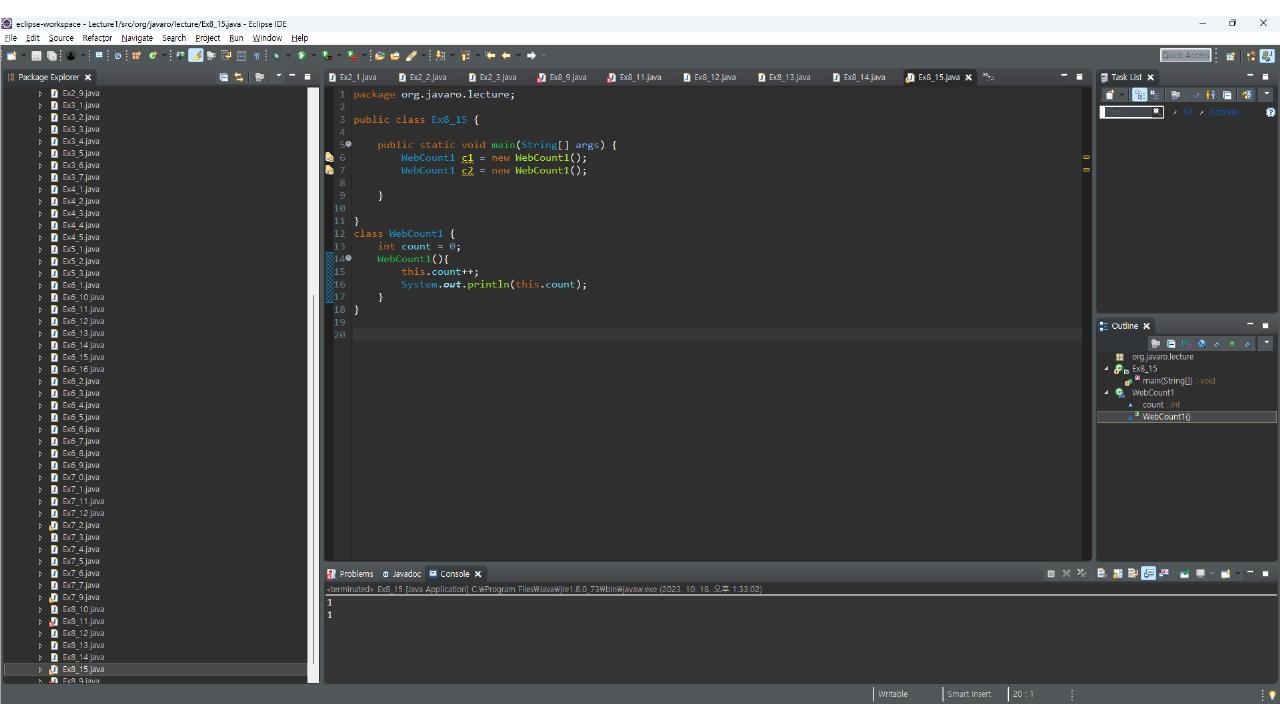 eclipse-workspace - Lecture1/src/org/javaro/lecture/Ex8_15.java - Eclipse IDE
File Edit Source Refactor Navigate Search Project Run Window Help
Quick Access
Package Explorer
Ex2_9.java
Ex3_1.java
Ex3_2.java
Ex3_3.java
Ex3_4.java
Ex3_5.java
Ex3_6.java
Ex3_7.java
Ex4_1.java
Ex4_2.java
Ex4_3.java
Ex4_4.java
Ex4_5.java
Ex5_1.java
Ex5_2.java
Ex5_3.java
Ex6_1.java
Ex6_10.java
Ex6_11.java
Ex6_12.java
Ex6_13.java
Ex6_14.java
Ex6_15.java
Ex6_16.java
Ex6_2.java
Ex6_3.java
Ex6_4.java
Ex6_5.java
Ex6_6.java
Ex6_7.java
Ex6_8.java
Ex6_9.java
Ex7_0.java
Ex7_1.java
Ex7_11.java
Ex7_12.java
Ex7_2.java
Ex7_3.java
Ex7_4.java
Ex7_5.java
Ex7_6.java
Ex7_7.java
Ex7_9.java
Ex8_10.java
Ex8_11.java
Ex8_12.java
Ex8_13.java
Ex8_14.java
Ex8_15.java
Ex8_9.java
Ex2_1.java Ex2_2.java Ex2_3.java Ex8_9.java Ex8_11.java Ex8_12.java Ex8_13.java Ex8_14.java Ex8_15.java
1 package org.javaro.lecture;
2
3 public class Ex8_15 {
4
5 public static void main(String[] args) {
6 WebCount1 c1 = new WebCount1();
7 WebCount1 c2 = new WebCount1();
8
9 }
10
11 }
12 class WebCount1 {
13 int count = 0;
14 WebCount1(){
15 this.count++;
16 System.out.println(this.count);
17 }
18 }
19
20
Task List
All Activate...
Outline
org.javaro.lecture
Ex8_15
main(String[]) : void
WebCount1
count : int
WebCount1()
Problems Javadoc Console
<terminated> Ex8_15 [Java Application] C:₩Program Files₩Java₩jre1.8.0_73₩bin₩javaw.exe (2023. 10. 18. 오후 1:33:02)
1
1
Writable Smart Insert 20 : 1